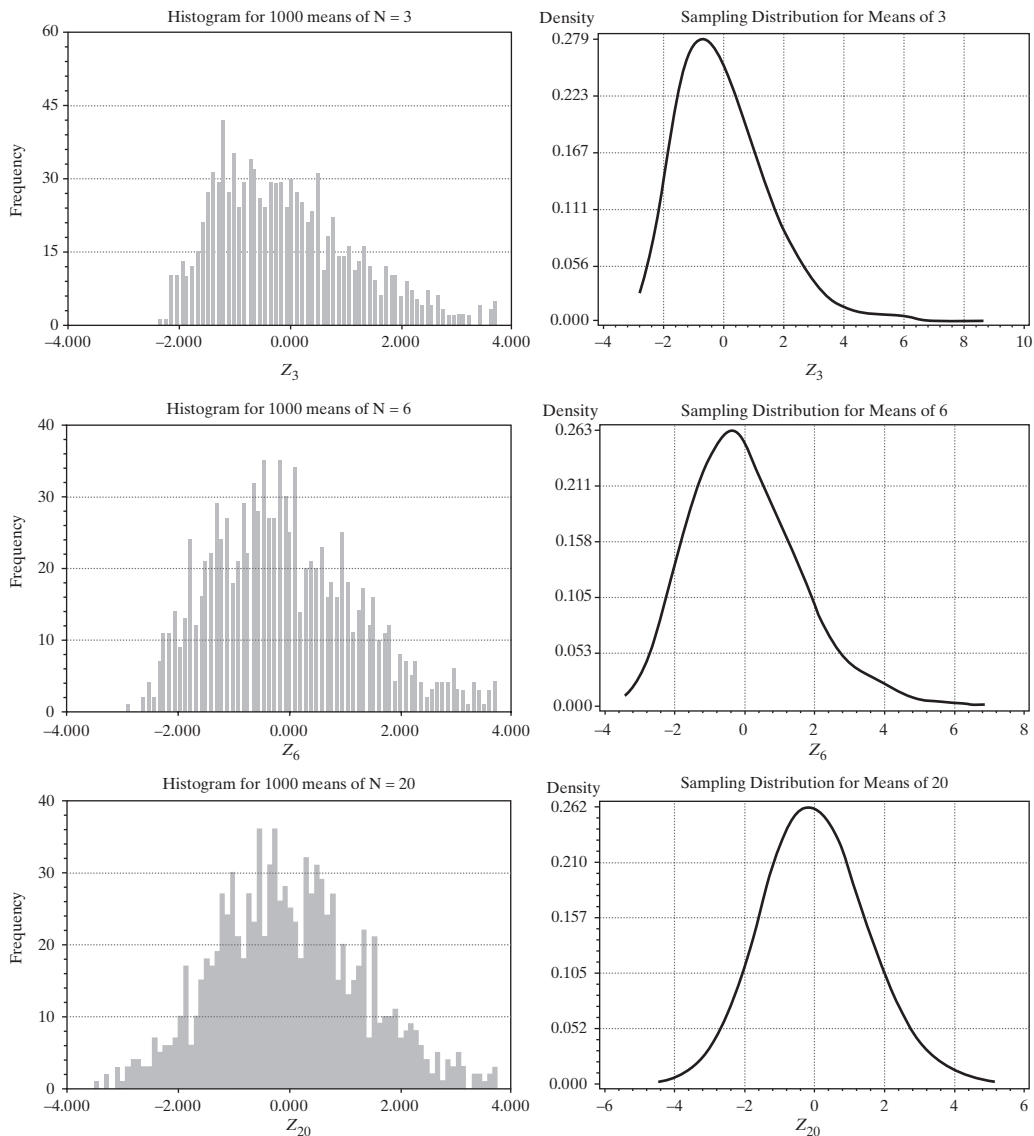 Histogram for 1000 means of N = 3
60
45
30
15
0
Frequency
–4.000 –2.000 0.000 2.000 4.000
Z3
Density Sampling Distribution for Means of 3
0.279
0.223
0.167
0.111
0.056
0.000
–4 –2 0 2 4 6 8 10
Z3
Histogram for 1000 means of N = 6
40
30
20
10
0
Frequency
–4.000 –2.000 0.000 2.000 4.000
Z6
Density Sampling Distribution for Means of 6
0.263
0.211
0.158
0.105
0.053
0.000
–4 –2 0 2 4 6 8
Z6
Histogram for 1000 means of N = 20
40
30
20
10
0
Frequency
–4.000 –2.000 0.000 2.000 4.000
Z20
Density Sampling Distribution for Means of 20
0.262
0.210
0.157
0.105
0.052
0.000
–6 –4 –2 0 2 4 6
Z20